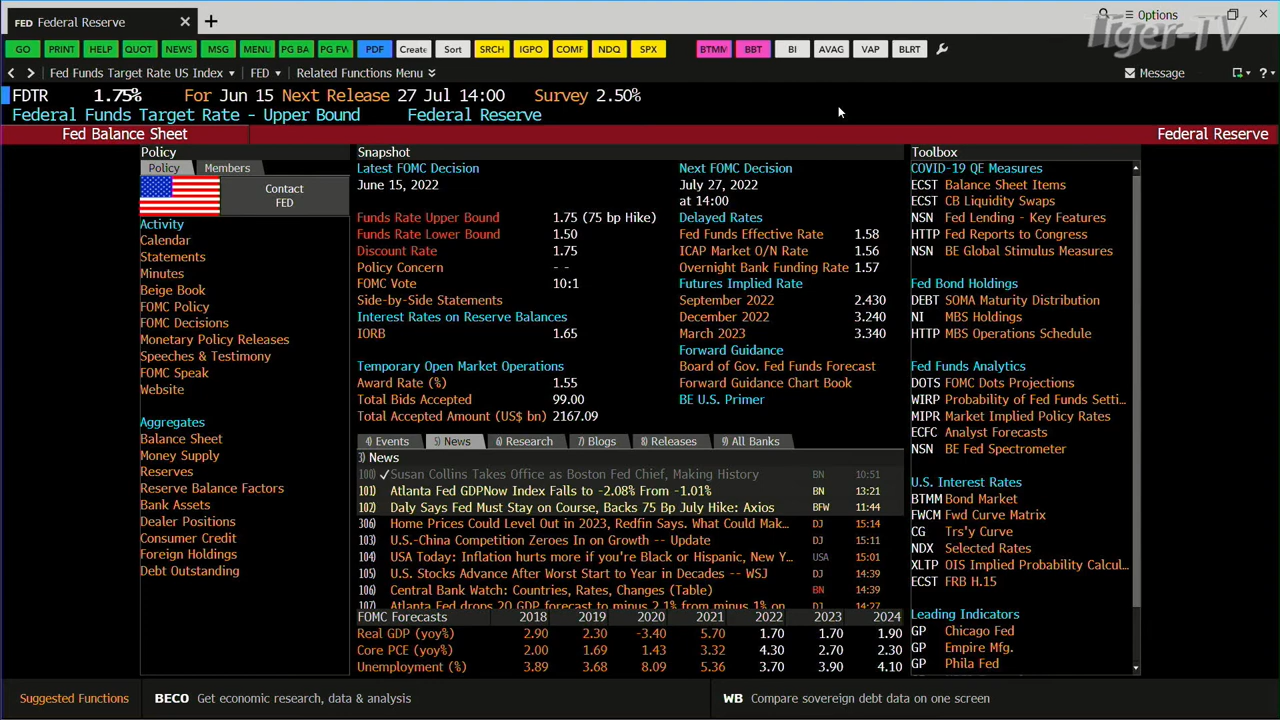 FED Federal Reserve
Options
Tiger-TV
GO PRINT HELP QUOT NEWS MSG MENU PG BA PG FW PDF Create Sort SRCH IGPO COMF NDQ SPX BTMM BBT BI AVAG VAP BLRT
Fed Funds Target Rate US Index FED Related Functions Menu Message ?
FDTR 1.75% For Jun 15 Next Release 27 Jul 14:00 Survey 2.50%
Federal Funds Target Rate - Upper Bound Federal Reserve
Fed Balance Sheet Federal Reserve
Policy
Policy Members
Contact
FED
Activity
Calendar
Statements
Minutes
Beige Book
FOMC Policy
FOMC Decisions
Monetary Policy Releases
Speeches & Testimony
FOMC Speak
Website
Aggregates
Balance Sheet
Money Supply
Reserves
Reserve Balance Factors
Bank Assets
Dealer Positions
Consumer Credit
Foreign Holdings
Debt Outstanding
Snapshot
Latest FOMC Decision
June 15, 2022
Funds Rate Upper Bound 1.75 (75 bp Hike)
Funds Rate Lower Bound 1.50
Discount Rate 1.75
Policy Concern - -
FOMC Vote 10:1
Side-by-Side Statements
Interest Rates on Reserve Balances
IORB 1.65
Temporary Open Market Operations
Award Rate (%) 1.55
Total Bids Accepted 99.00
Total Accepted Amount (US$ bn) 2167.09
Next FOMC Decision
July 27, 2022
at 14:00
Delayed Rates
Fed Funds Effective Rate 1.58
ICAP Market O/N Rate 1.56
Overnight Bank Funding Rate 1.57
Futures Implied Rate
September 2022 2.430
December 2022 3.240
March 2023 3.340
Forward Guidance
Board of Gov. Fed Funds Forecast
Forward Guidance Chart Book
BE U.S. Primer
4) Events 5) News 6) Research 7) Blogs 8) Releases 9) All Banks
3) News
100) ✓Susan Collins Takes Office as Boston Fed Chief, Making History BN 10:51
101) Atlanta Fed GDPNow Index Falls to -2.08% From -1.01% BN 13:21
102) Daly Says Fed Must Stay on Course, Backs 75 Bp July Hike: Axios BFW 11:44
306) Home Prices Could Level Out in 2023, Redfin Says. What Could Mak... DJ 15:14
103) U.S.-China Competition Zeroes In on Growth -- Update DJ 15:11
104) USA Today: Inflation hurts more if you're Black or Hispanic, New Y... USA 15:01
105) U.S. Stocks Advance After Worst Start to Year in Decades -- WSJ DJ 14:39
106) Central Bank Watch: Countries, Rates, Changes (Table) BN 14:39
107) Atlanta Fed drops 2Q GDP forecast to minus 2.1% from minus 1% on DJ 14:27
FOMC Forecasts 2018 2019 2020 2021 2022 2023 2024
Real GDP (yoy%) 2.90 2.30 -3.40 5.70 1.70 1.70 1.90
Core PCE (yoy%) 2.00 1.69 1.43 3.32 4.30 2.70 2.30
Unemployment (%) 3.89 3.68 8.09 5.36 3.70 3.90 4.10
Toolbox
COVID-19 QE Measures
ECST Balance Sheet Items
ECST CB Liquidity Swaps
NSN Fed Lending - Key Features
HTTP Fed Reports to Congress
NSN BE Global Stimulus Measures
Fed Bond Holdings
DEBT SOMA Maturity Distribution
NI MBS Holdings
HTTP MBS Operations Schedule
Fed Funds Analytics
DOTS FOMC Dots Projections
WIRP Probability of Fed Funds Setti...
MIPR Market Implied Policy Rates
ECFC Analyst Forecasts
NSN BE Fed Spectrometer
U.S. Interest Rates
BTMM Bond Market
FWCM Fwd Curve Matrix
CG Trs'y Curve
NDX Selected Rates
XLTP OIS Implied Probability Calcul...
ECST FRB H.15
Leading Indicators
GP Chicago Fed
GP Empire Mfg.
GP Phila Fed
Suggested Functions BECO Get economic research, data & analysis WB Compare sovereign debt data on one screen